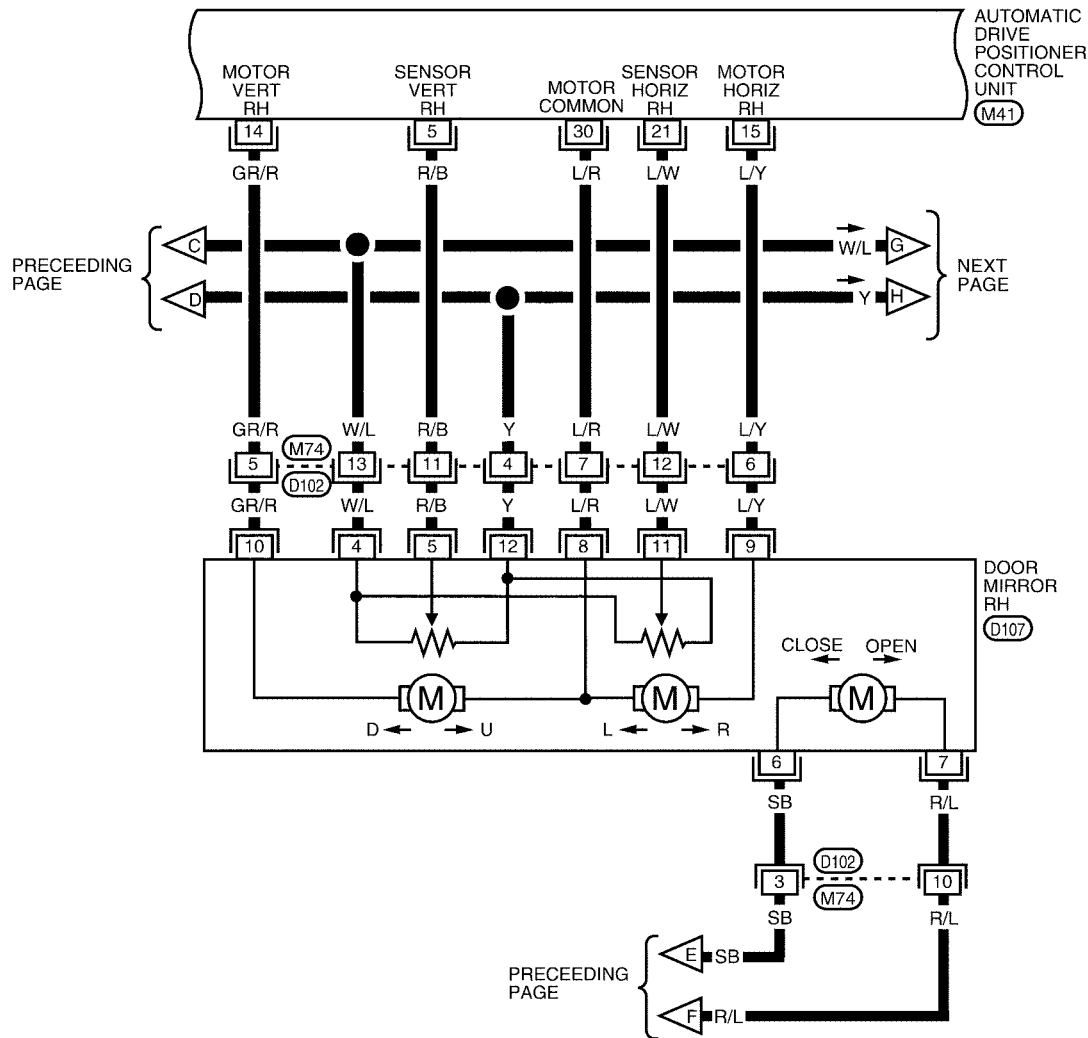 AUTOMATIC
DRIVE
POSITIONER
CONTROL
UNIT
M41
MOTOR
VERT
RH
SENSOR
VERT
RH
MOTOR
COMMON
SENSOR
HORIZ
RH
MOTOR
HORIZ
RH
14 5 30 21 15
GR/R R/B L/R L/W L/Y
PRECEEDING
PAGE
C
D
W/L G
Y H
NEXT
PAGE
GR/R W/L R/B Y L/R L/W L/Y
M74
5 13 11 4 7 12 6
D102
GR/R W/L R/B Y L/R L/W L/Y
10 4 5 12 8 11 9
DOOR
MIRROR
RH
D107
CLOSE OPEN
M M M
D U L R
6 7
SB R/L
D102
3 10
M74
SB R/L
PRECEEDING
PAGE
E SB
F R/L